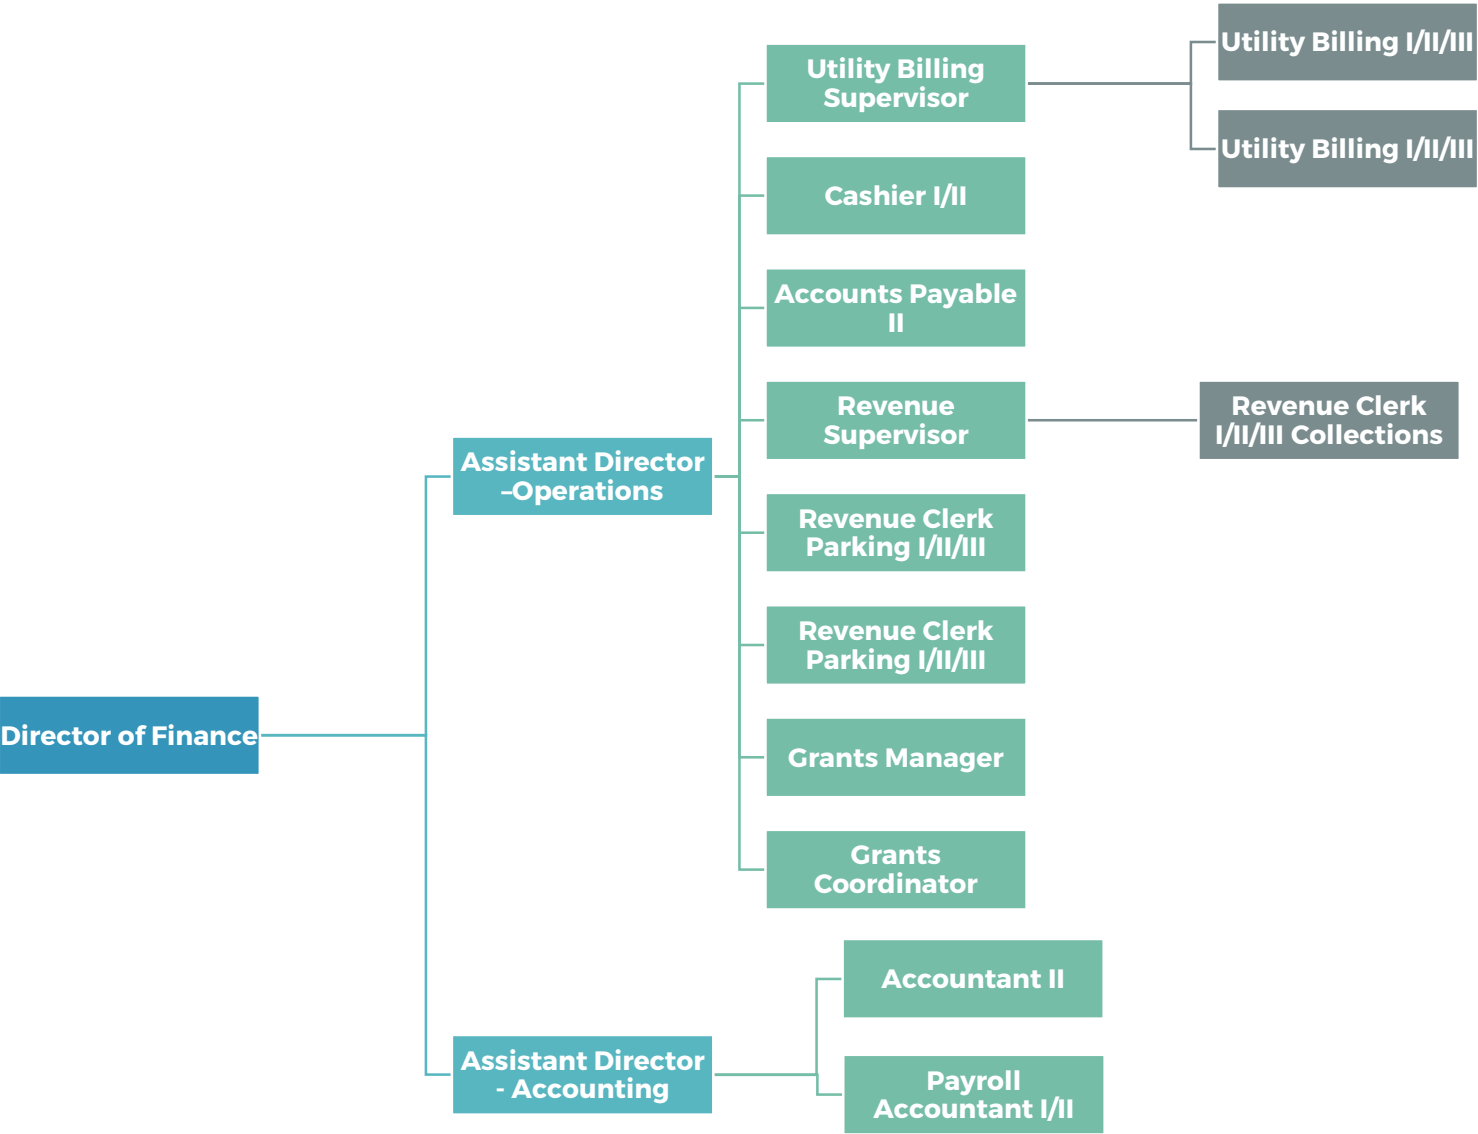 Director of Finance
Assistant Director
–Operations
Utility Billing
Supervisor
Utility Billing I/II/III
Utility Billing I/II/III
Cashier I/II
Accounts Payable
II
Revenue
Supervisor
Revenue Clerk
I/II/III Collections
Revenue Clerk
Parking I/II/III
Revenue Clerk
Parking I/II/III
Grants Manager
Grants
Coordinator
Assistant Director
- Accounting
Accountant II
Payroll
Accountant I/II